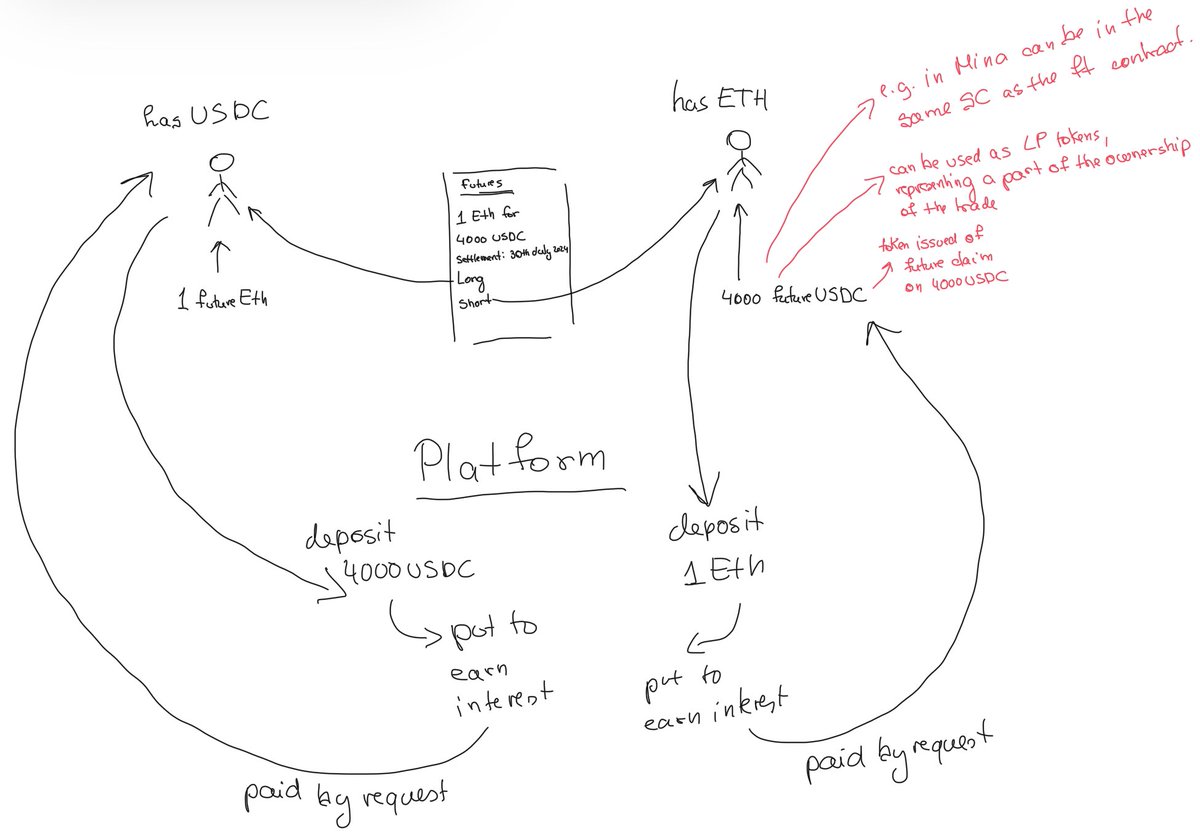 has USDC
1 future Eth
Futures
1 Eth for
4000 USDC
Settlement: 30th July 2024
Long
Short
has ETH
4000 future USDC
e.g. in Mina can be in the
same SC as the ft contract.
can be used as LP tokens,
representing a part of the ownership
of the trade
token issued of
future claim
on 4000 USDC
Platform
deposit
4000 USDC
put to
earn
interest
paid by request
deposit
1 Eth
put to
earn interest
paid by request